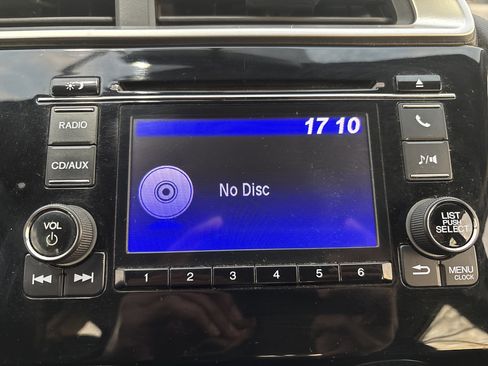 17 10
RADIO
CD/AUX
No Disc
VOL
LIST
PUSH
SELECT
1 2 3 4 5 6
MENU
CLOCK